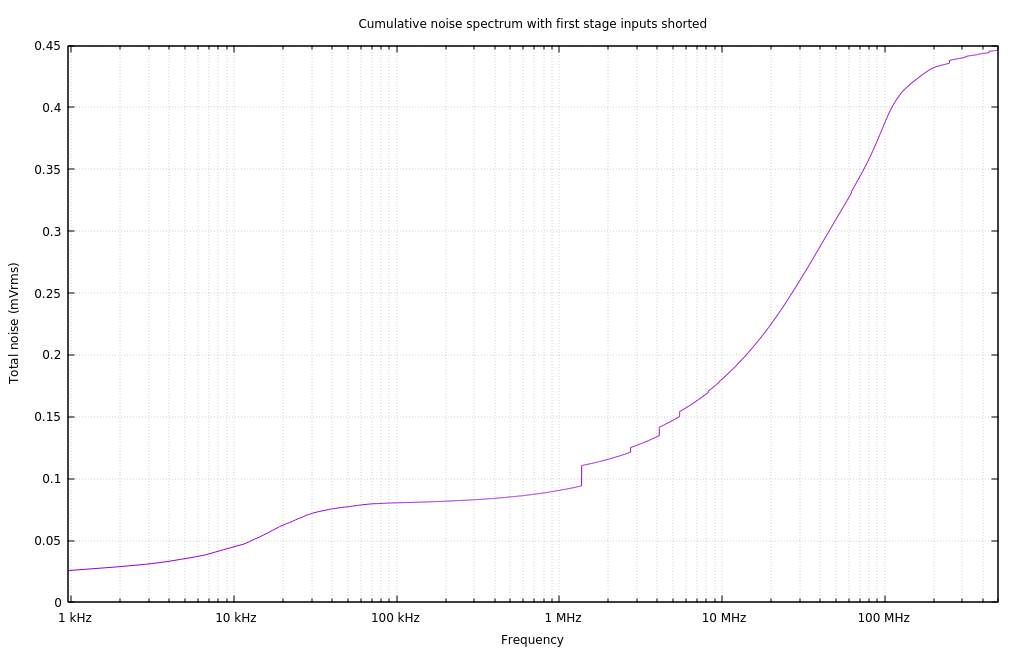 Cumulative noise spectrum with first stage inputs shorted
0.45
0.4
0.35
0.3
0.25
0.2
0.15
0.1
0.05
0
Total noise (mVrms)
1 kHz 10 kHz 100 kHz 1 MHz 10 MHz 100 MHz
Frequency